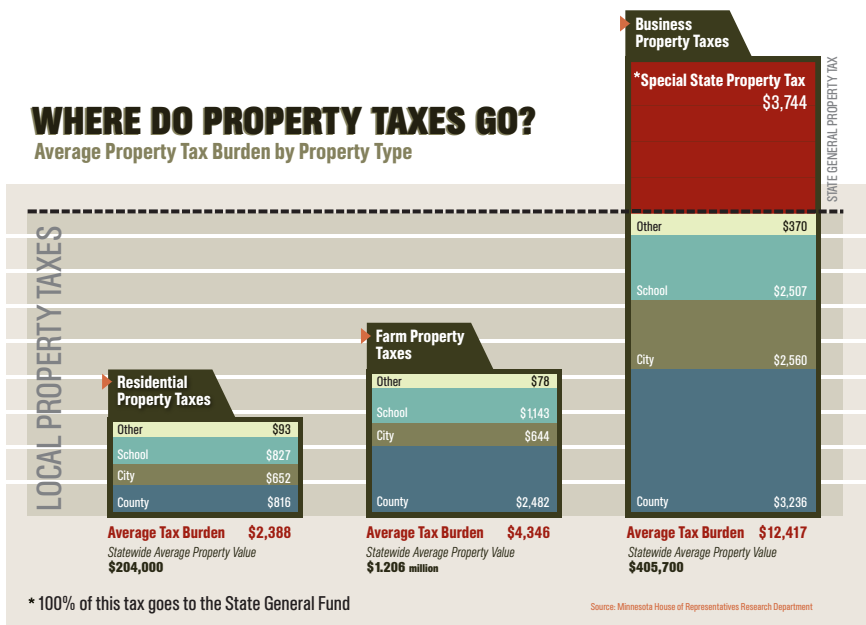 WHERE DO PROPERTY TAXES GO?
Average Property Tax Burden by Property Type
LOCAL PROPERTY TAXES
Residential
Property Taxes
Other $93
School $827
City $652
County $816
Average Tax Burden $2,388
Statewide Average Property Value
$204,000
Farm Property
Taxes
Other $78
School $1,143
City $644
County $2,482
Average Tax Burden $4,346
Statewide Average Property Value
$1.206 million
Business
Property Taxes
*Special State Property Tax
$3,744
STATE GENERAL PROPERTY TAX
Other $370
School $2,507
City $2,560
County $3,236
Average Tax Burden $12,417
Statewide Average Property Value
$405,700
* 100% of this tax goes to the State General Fund
Source: Minnesota House of Representatives Research Department